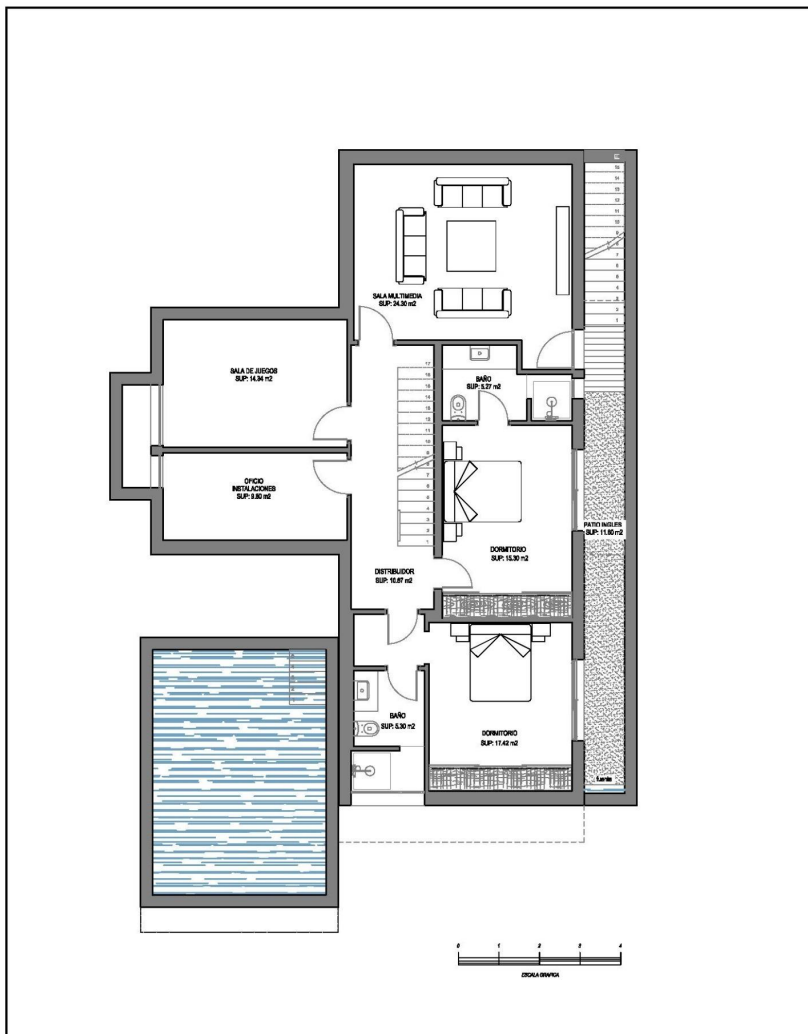 SALA MULTIMEDIA
SUP: 24.30 m2
SALA DE JUEGOS
SUP: 14.34 m2
BAÑO
SUP: 5.27 m2
OFICIO
INSTALACIONES
SUP: 9.80 m2
PATIO INGLES
SUP: 11.60 m2
DORMITORIO
SUP: 15.30 m2
DISTRIBUIDOR
SUP: 10.67 m2
BAÑO
SUP: 5.30 m2
DORMITORIO
SUP: 17.42 m2
fuente
0 1 2 3 4
ESCALA GRAFICA